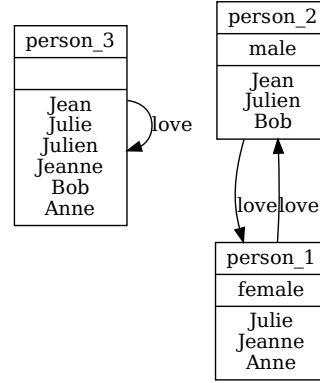 person_3
Jean
Julie
Julien
Jeanne
Bob
Anne
love
person_2
male
Jean
Julien
Bob
love
love
person_1
female
Julie
Jeanne
Anne